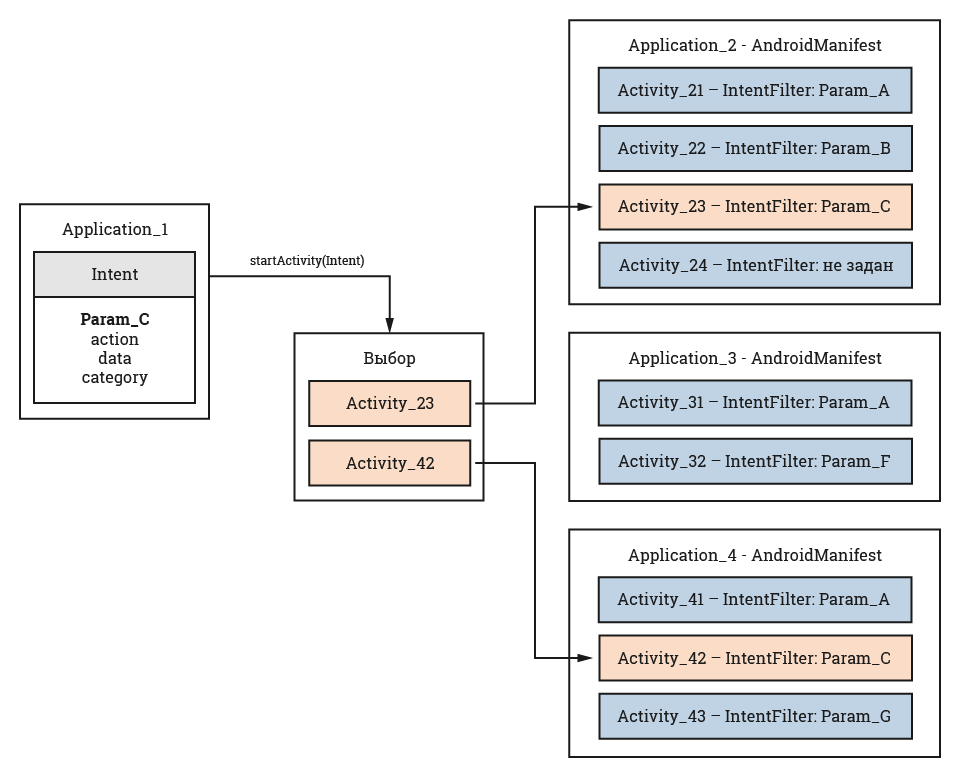 Application_1
Intent
Param_C
action
data
category
startActivity(Intent)
Выбор
Activity_23
Activity_42
Application_2 - AndroidManifest
Activity_21 – IntentFilter: Param_A
Activity_22 – IntentFilter: Param_B
Activity_23 – IntentFilter: Param_C
Activity_24 – IntentFilter: не задан
Application_3 - AndroidManifest
Activity_31 – IntentFilter: Param_A
Activity_32 – IntentFilter: Param_F
Application_4 - AndroidManifest
Activity_41 – IntentFilter: Param_A
Activity_42 – IntentFilter: Param_C
Activity_43 – IntentFilter: Param_G